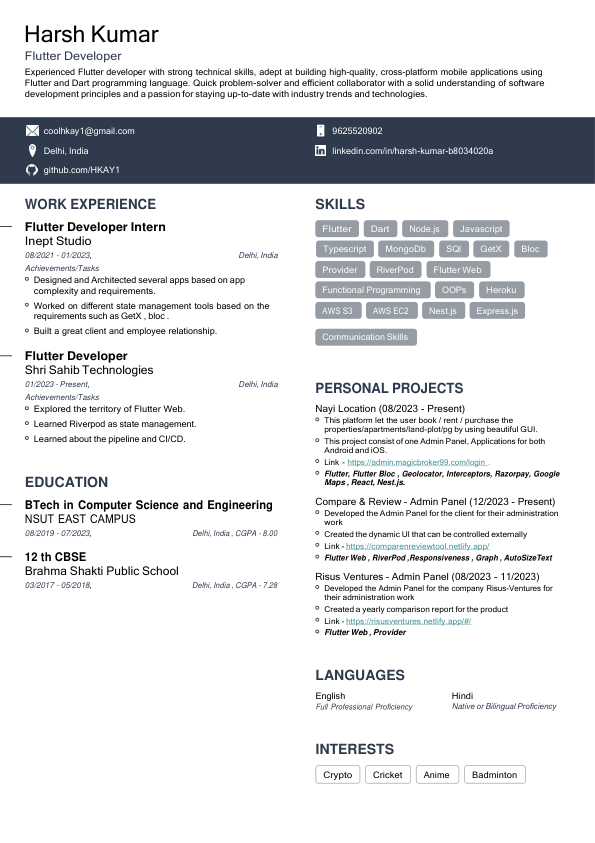 Harsh Kumar
Flutter Developer
Experienced Flutter developer with strong technical skills, adept at building high-quality, cross-platform mobile applications using
Flutter and Dart programming language. Quick problem-solver and efficient collaborator with a solid understanding of software
development principles and a passion for staying up-to-date with industry trends and technologies.
coolhkay1@gmail.com
9625520902
Delhi, India
linkedin.com/in/harsh-kumar-b8034020a
github.com/HKAY1
WORK EXPERIENCE
Flutter Developer Intern
Inept Studio
08/2021 - 01/2023,
Delhi, India
Achievements/Tasks
Designed and Architected several apps based on app
complexity and requirements.
Worked on different state management tools based on the
requirements such as GetX , bloc .
Built a great client and employee relationship.
Flutter Developer
Shri Sahib Technologies
01/2023 - Present,
Delhi, India
Achievements/Tasks
Explored the territory of Flutter Web.
Learned Riverpod as state management.
Learned about the pipeline and CI/CD.
EDUCATION
BTech in Computer Science and Engineering
NSUT EAST CAMPUS
08/2019 - 07/2023,
Delhi, India , CGPA - 8.00
12 th CBSE
Brahma Shakti Public School
03/2017 - 05/2018,
Delhi, India , CGPA - 7.28
SKILLS
Flutter Dart Node.js Javascript
Typescript MongoDb SQl GetX Bloc
Provider RiverPod Flutter Web
Functional Programming OOPs Heroku
AWS S3 AWS EC2 Nest.js Express.js
Communication Skills
PERSONAL PROJECTS
Nayi Location (08/2023 - Present)
This platform let the user book / rent / purchase the
properties/apartments/land-plot/pg by using beautiful GUI.
This project consist of one Admin Panel, Applications for both
Android and iOS.
Link - https://admin.magicbroker99.com/login .
Flutter, Flutter Bloc , Geolocator, Interceptors, Razorpay, Google
Maps , React, Nest.js.
Compare & Review - Admin Panel (12/2023 - Present)
Developed the Admin Panel for the client for their administration
work
Created the dynamic UI that can be controlled externally
Link - https://comparenreviewtool.netlify.app/
Flutter Web , RiverPod ,Responsiveness , Graph , AutoSizeText
Risus Ventures - Admin Panel (08/2023 - 11/2023)
Developed the Admin Panel for the company Risus-Ventures for
their administration work
Created a yearly comparison report for the product
Link - https://risusventures.netlify.app/#/
Flutter Web , Provider
LANGUAGES
English
Full Professional Proficiency
Hindi
Native or Bilingual Proficiency
INTERESTS
Crypto Cricket Anime Badminton